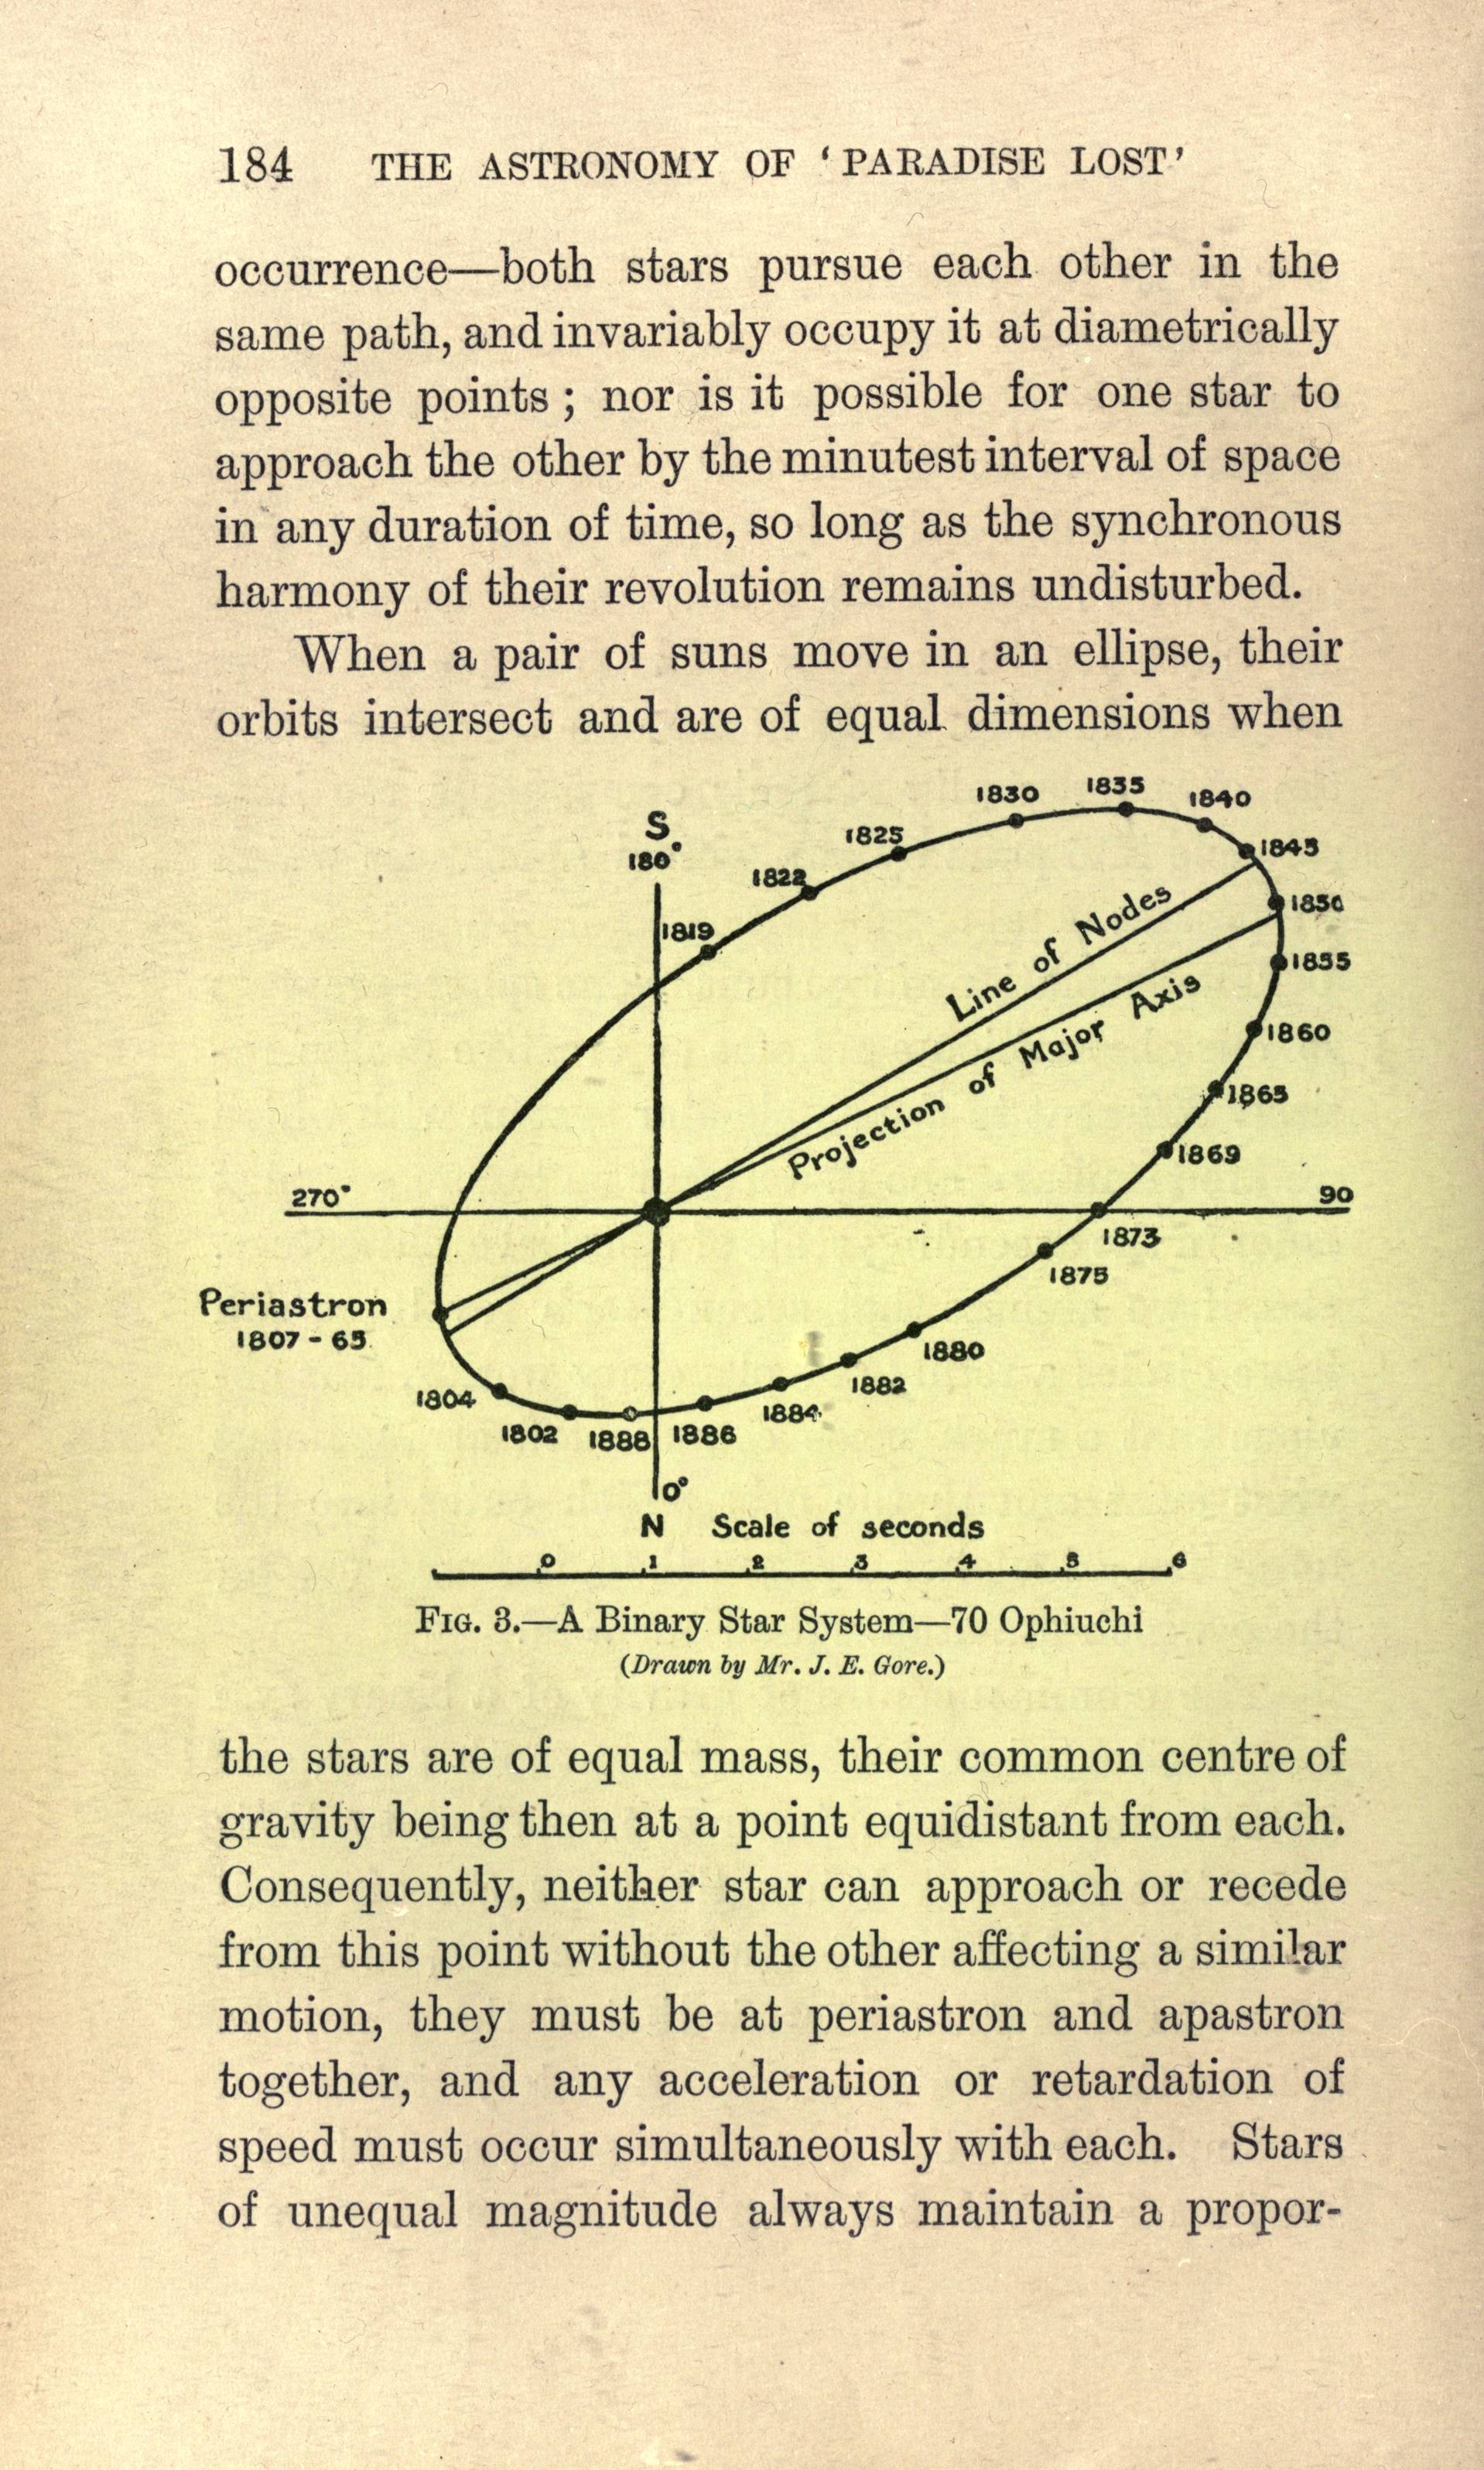 184 THE ASTRONOMY OF ‘PARADISE LOST’
occurrence—both stars pursue each other in the
same path, and invariably occupy it at diametrically
opposite points ; nor is it possible for one star to
approach the other by the minutest interval of space
in any duration of time, so long as the synchronous
harmony of their revolution remains undisturbed.
When a pair of suns move in an ellipse, their
orbits intersect and are of equal dimensions when
1835
1830
1840
S
180°
1825
1845
1822
1850
1819
Line of Nodes
1855
Projection of Major Axis
1860
1865
1869
270°
90
1873
1875
Periastron
1807 - 65
1880
1882
1804
1884
1802
1888
1886
0°
N
Scale of seconds
0 1 2 3 4 5 6
FIG. 3.—A Binary Star System—70 Ophiuchi
(Drawn by Mr. J. E. Gore.)
the stars are of equal mass, their common centre of
gravity being then at a point equidistant from each.
Consequently, neither star can approach or recede
from this point without the other affecting a similar
motion, they must be at periastron and apastron
together, and any acceleration or retardation of
speed must occur simultaneously with each. Stars
of unequal magnitude always maintain a propor-